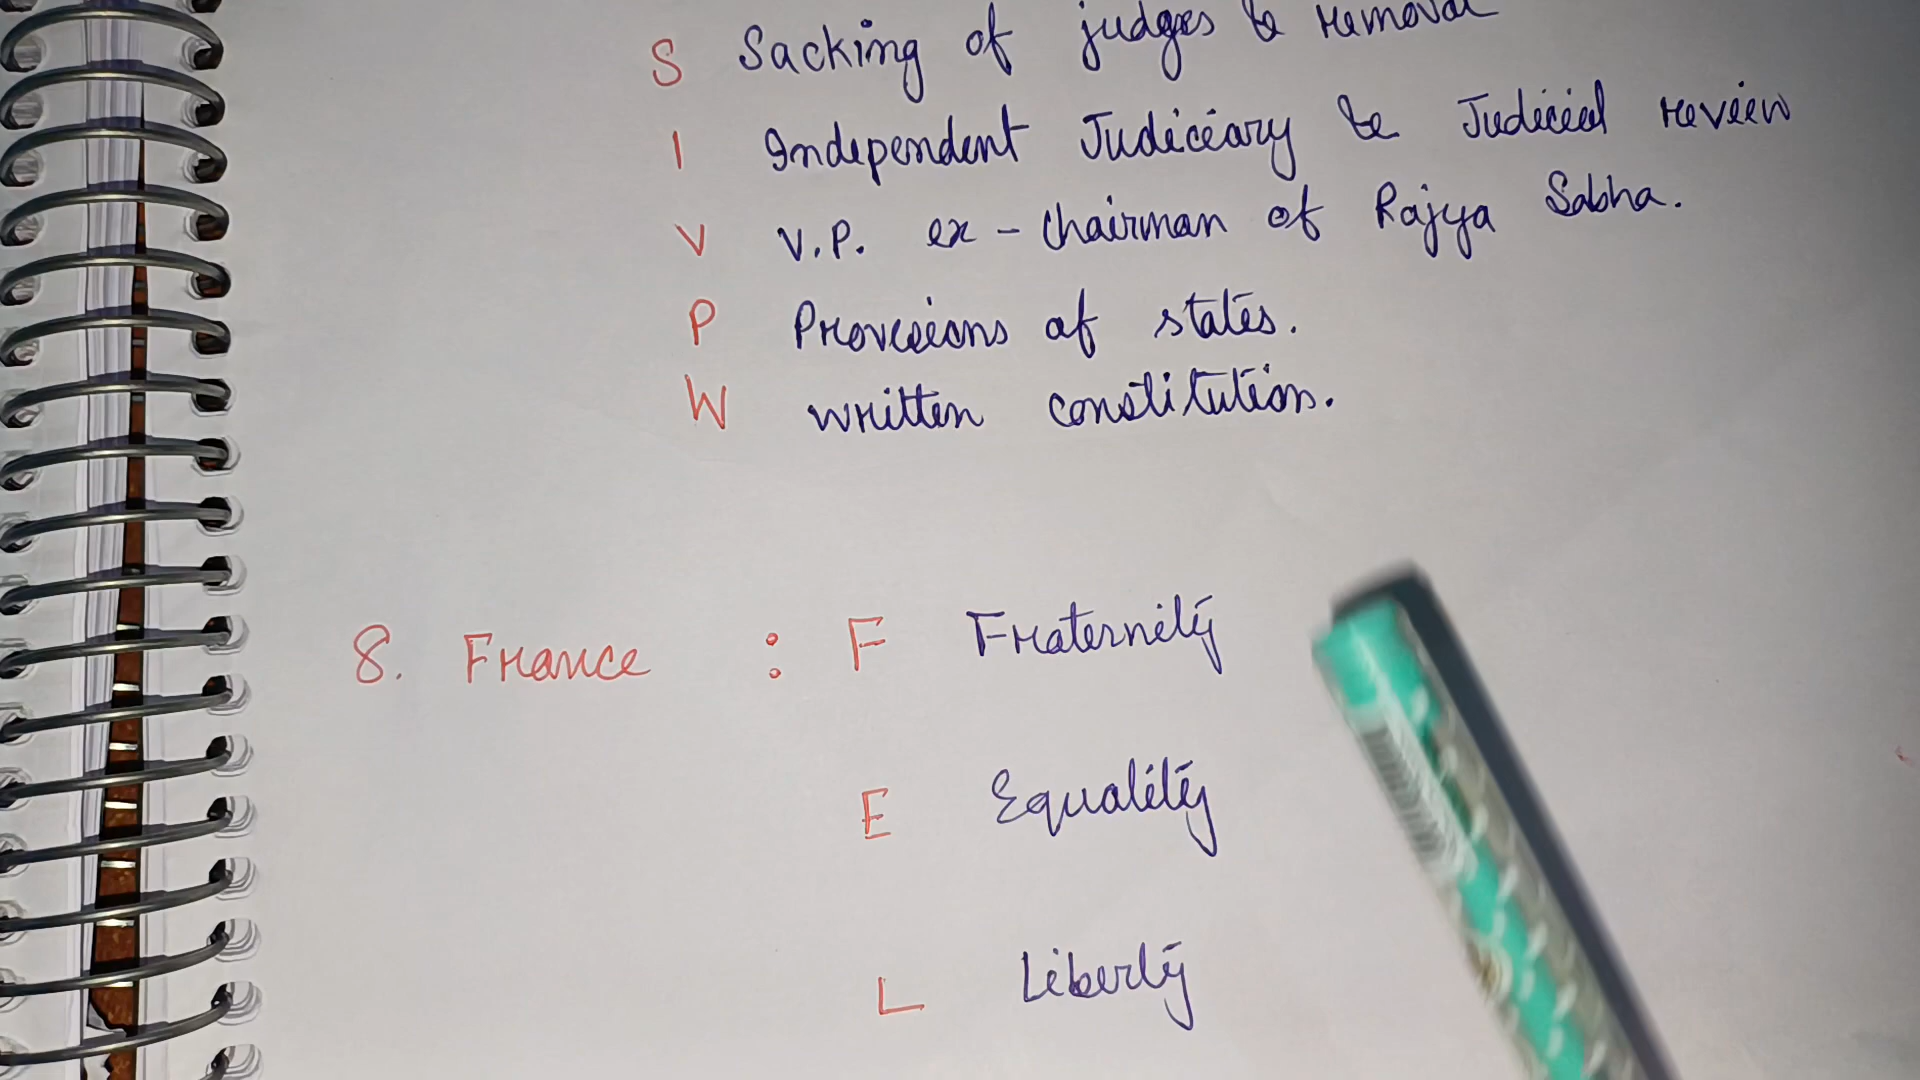 S Sacking of judges & removal
I Independent Judiciary & Judicial review
V V.P. ex - chairman of Rajya Sabha.
P Provisions of states.
W written constitution.
8. France : F Fraternity
E Equality
L Liberty